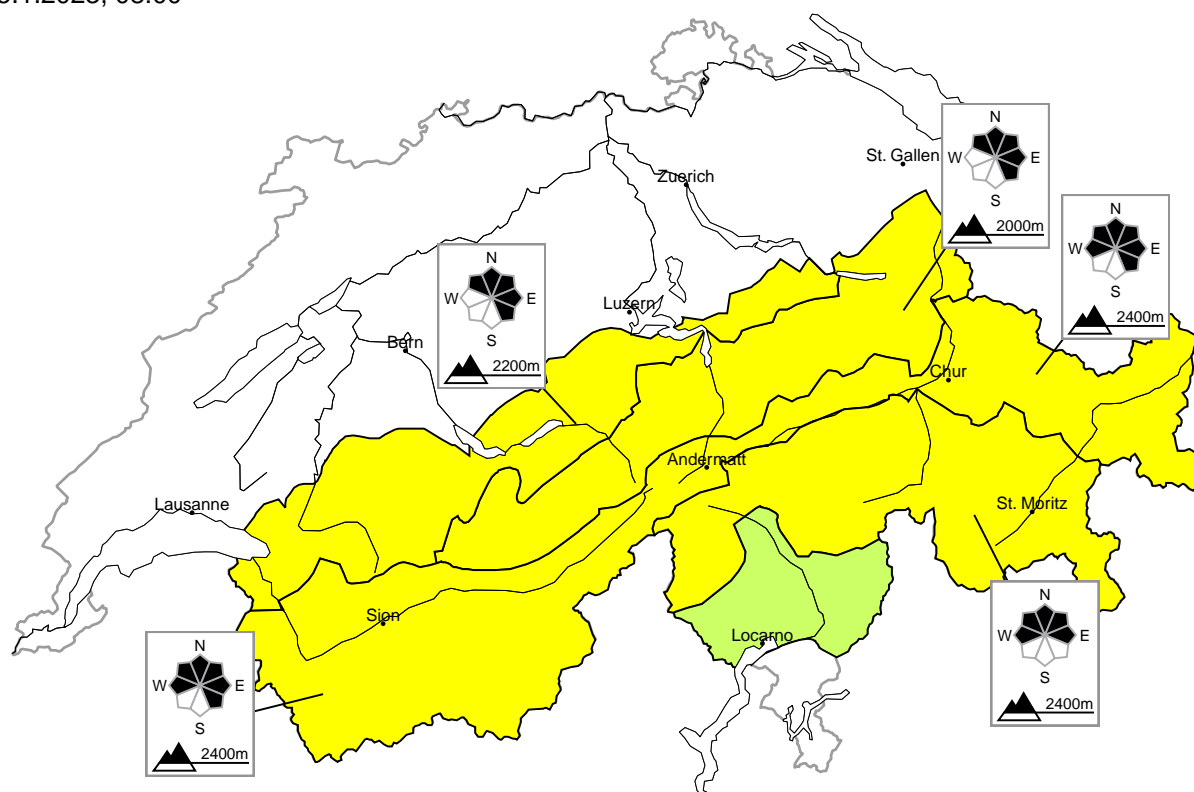 N
St. Gallen
W
E
S
2000m
Zuerich
N
W
E
S
2400m
N
W
E
S
2200m
Luzern
Bern
Chur
Andermatt
Lausanne
St. Moritz
N
W
E
S
2400m
Sion
Locarno
N
W
E
S
2400m